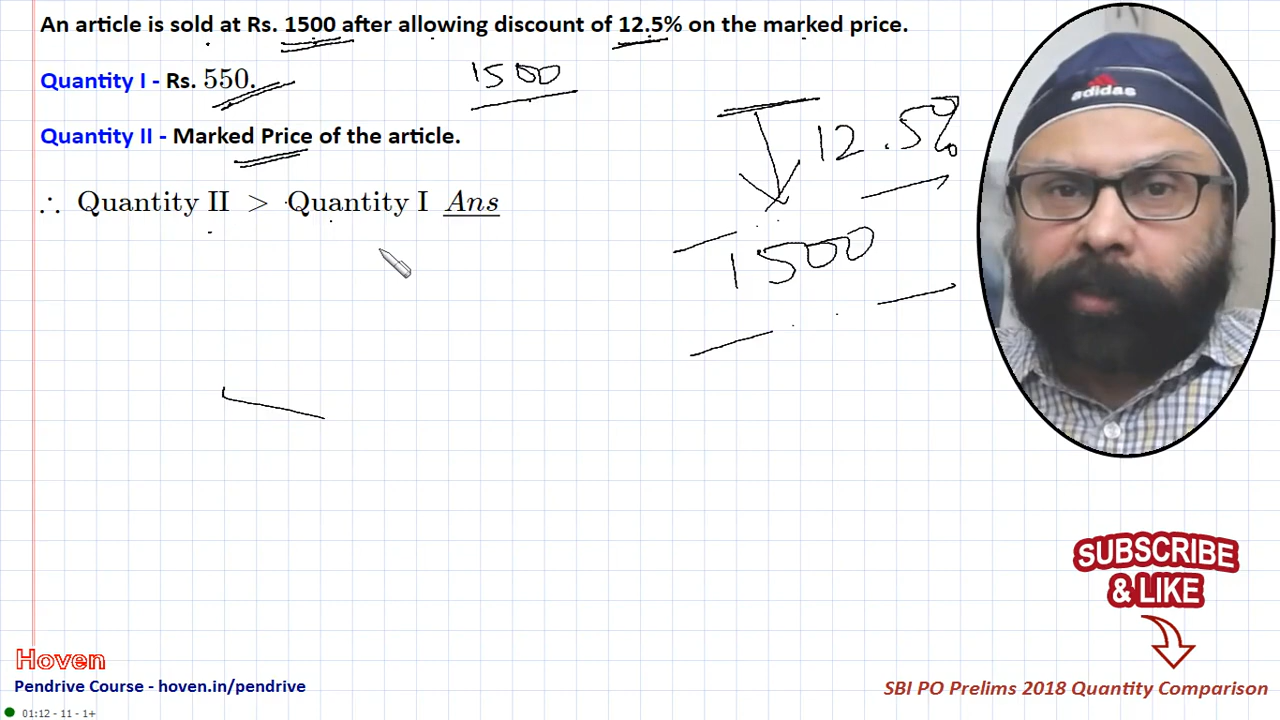 An article is sold at Rs. 1500 after allowing discount of 12.5% on the marked price.
Quantity I - Rs. 550.
1500
Quantity II - Marked Price of the article.
12.5%
∴ Quantity II > Quantity I Ans
1500
adidas
SUBSCRIBE
& LIKE
Hoven
Pendrive Course - hoven.in/pendrive
SBI PO Prelims 2018 Quantity Comparison
01:12 - 11 - 1+